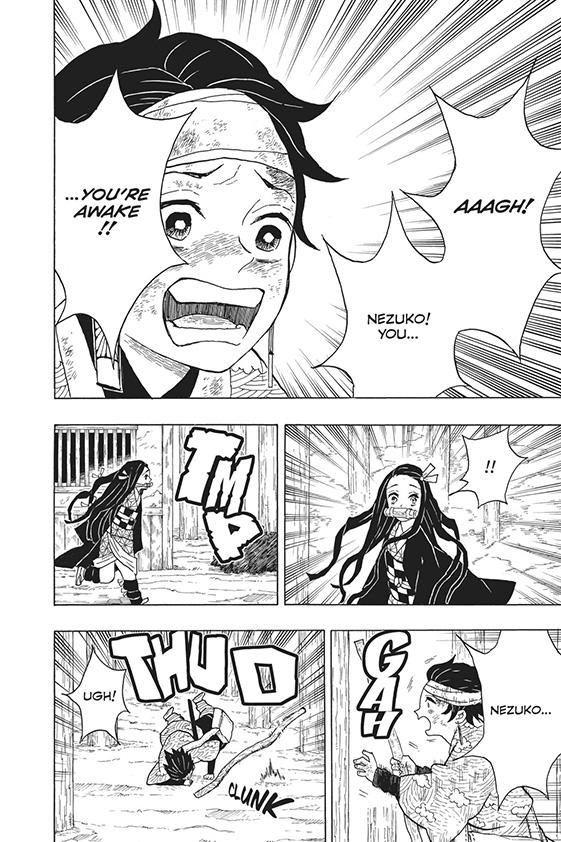 AAAGH!
NEZUKO!
YOU...
...YOU'RE
AWAKE
!!
!!
TMP
NEZUKO...
GAH
THUD
UGH!
CLUNK